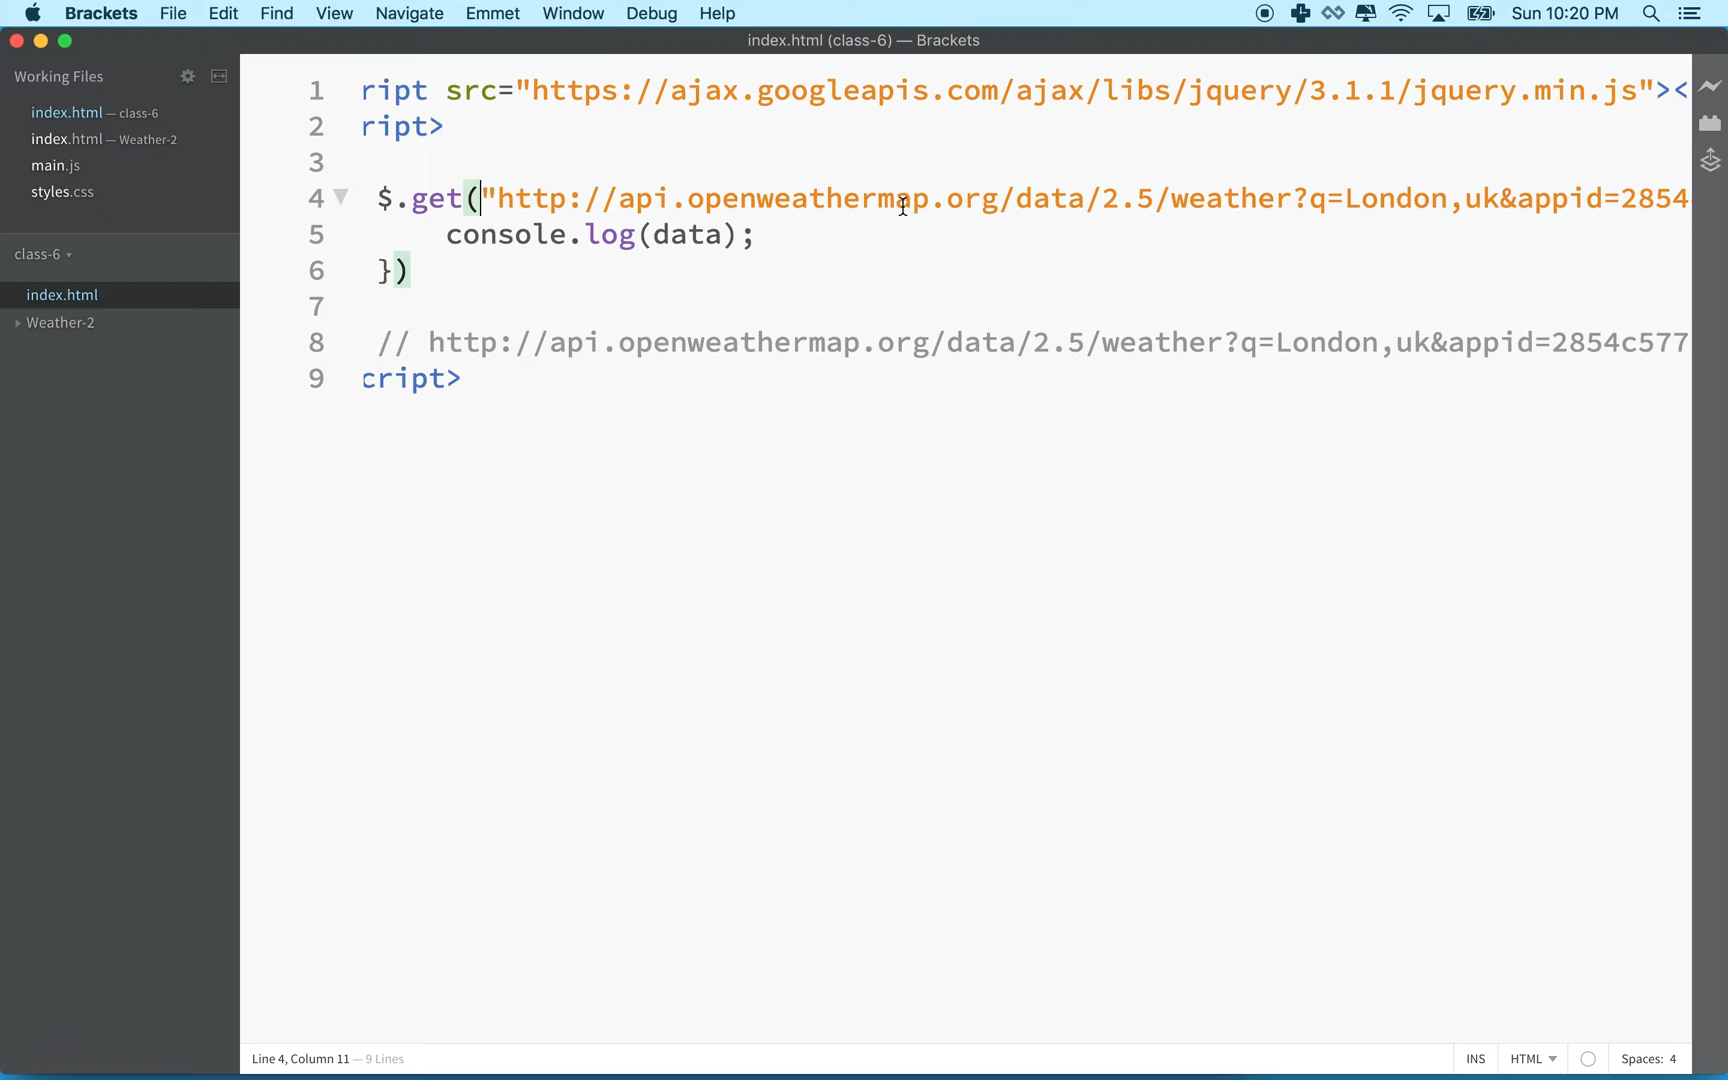 Brackets File Edit Find View Navigate Emmet Window Debug Help Sun 10:20 PM
index.html (class-6) — Brackets
Working Files
index.html — class-6
index.html — Weather-2
main.js
styles.css
class-6
index.html
Weather-2
1 ript src="https://ajax.googleapis.com/ajax/libs/jquery/3.1.1/jquery.min.js"><
2 ript>
3
4 $.get("http://api.openweathermap.org/data/2.5/weather?q=London,uk&appid=2854
5 console.log(data);
6 })
7
8 // http://api.openweathermap.org/data/2.5/weather?q=London,uk&appid=2854c577
9 cript>
Line 4, Column 11 — 9 Lines
INS HTML Spaces: 4